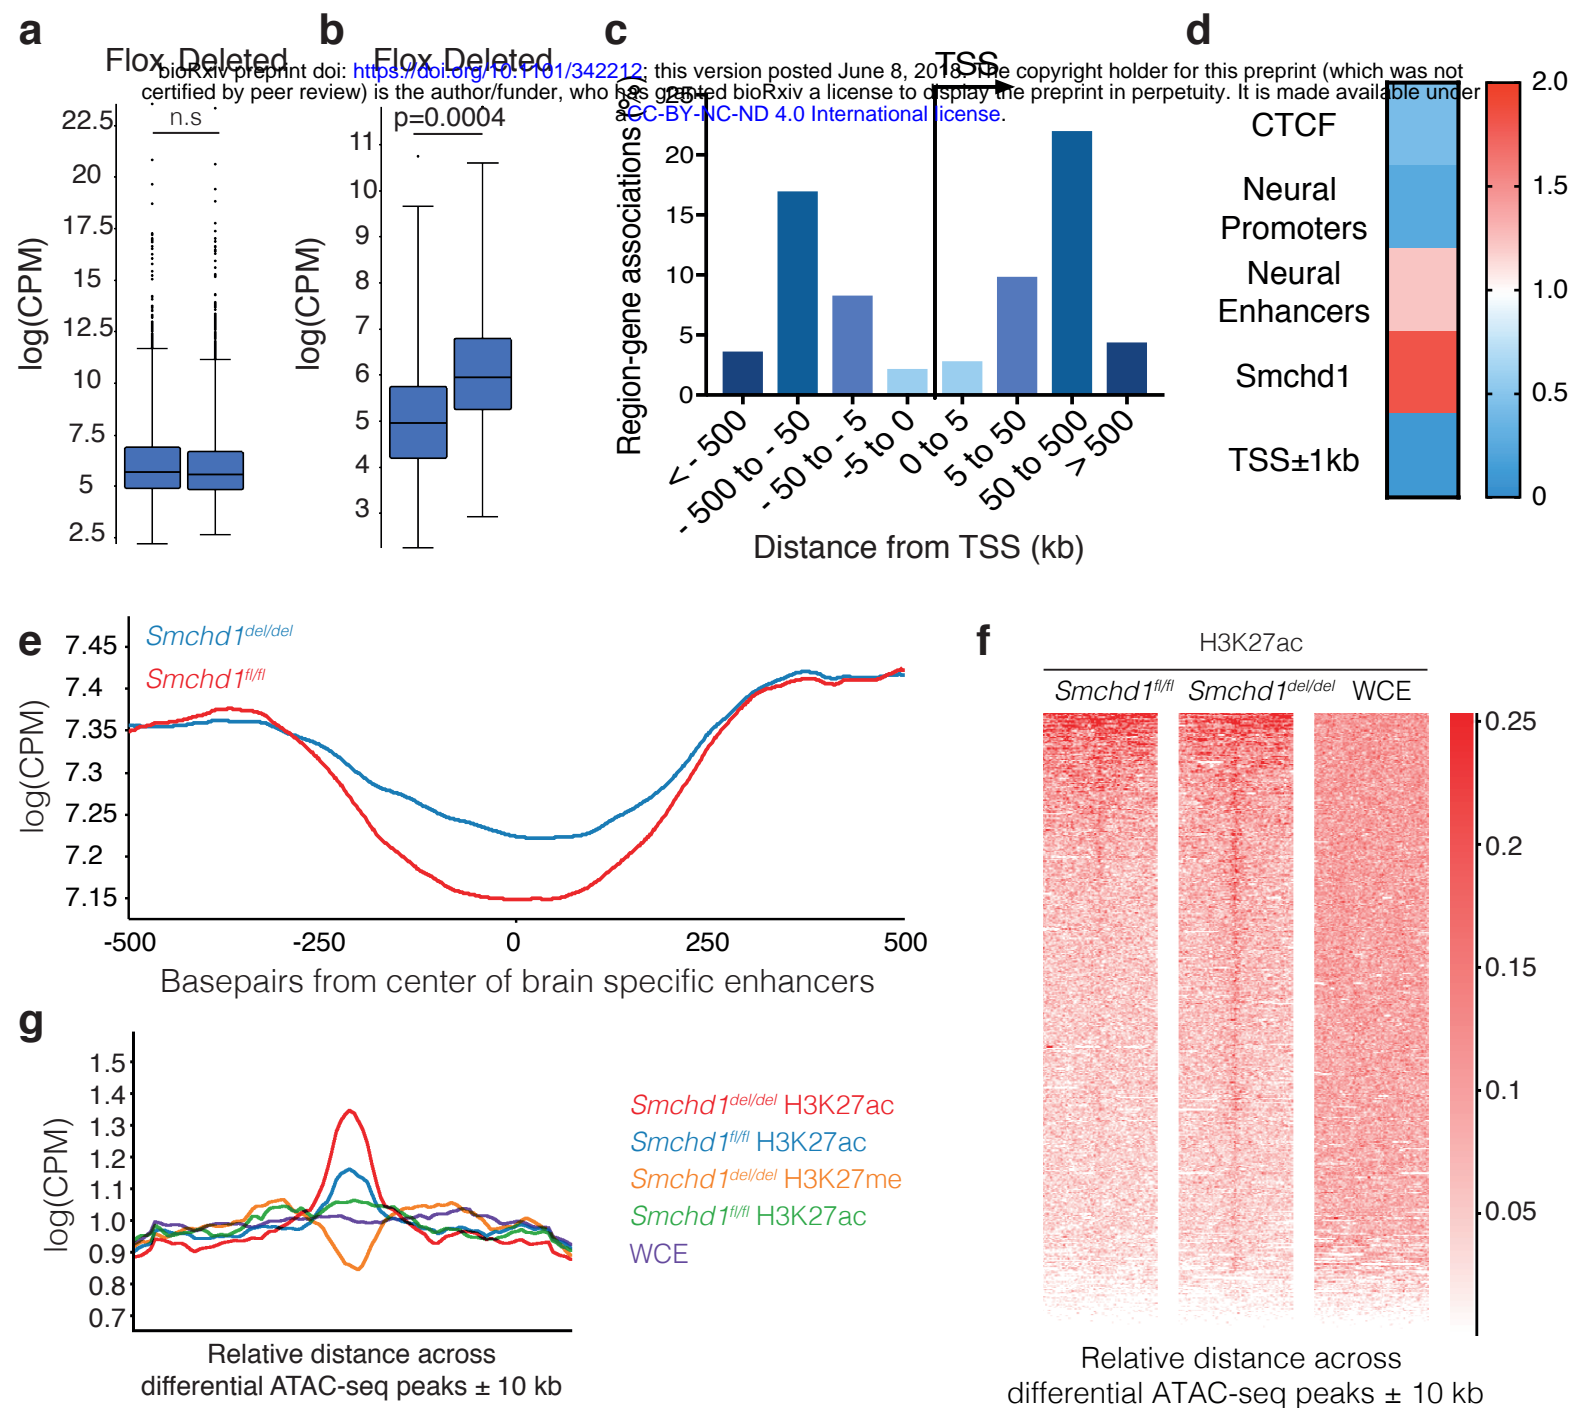 a
b
c
d
Flox Deleted
Flox Deleted
TSS
bioRxiv preprint doi: https://doi.org/10.1101/342212; this version posted June 8, 2018. The copyright holder for this preprint (which was not
certified by peer review) is the author/funder, who has granted bioRxiv a license to display the preprint in perpetuity. It is made available under
aCC-BY-NC-ND 4.0 International license.
n.s
22.5
20
17.5
15
12.5
10
7.5
5
2.5
log(CPM)
p=0.0004
11
10
9
8
7
6
5
4
3
log(CPM)
Region-gene associations (%)
25
20
15
10
5
0
< - 500
- 500 to - 50
- 50 to - 5
-5 to 0
0 to 5
5 to 50
50 to 500
> 500
Distance from TSS (kb)
CTCF
Neural
Promoters
Neural
Enhancers
Smchd1
TSS±1kb
2.0
1.5
1.0
0.5
0
e
Smchd1del/del
Smchd1fl/fl
7.45
7.4
7.35
7.3
7.25
7.2
7.15
log(CPM)
-500
-250
0
250
500
Basepairs from center of brain specific enhancers
f
H3K27ac
Smchd1fl/fl
Smchd1del/del
WCE
0.25
0.2
0.15
0.1
0.05
Relative distance across
differential ATAC-seq peaks ± 10 kb
g
1.5
1.4
1.3
1.2
1.1
1.0
0.9
0.8
0.7
log(CPM)
Smchd1del/del H3K27ac
Smchd1fl/fl H3K27ac
Smchd1del/del H3K27me
Smchd1fl/fl H3K27ac
WCE
Relative distance across
differential ATAC-seq peaks ± 10 kb